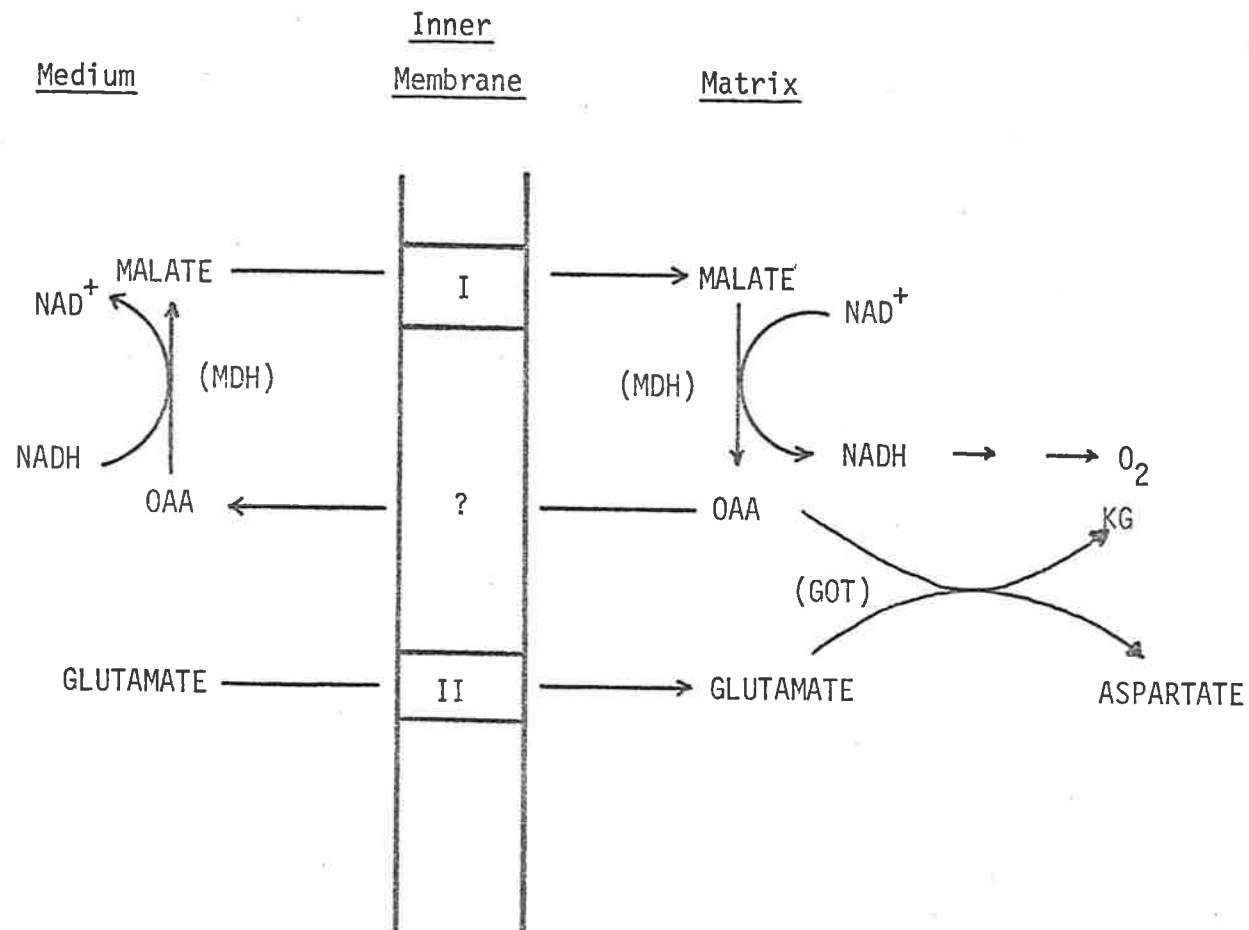 Inner
Medium
Membrane
Matrix
MALATE
I
MALATE
NAD+
NAD+
(MDH)
(MDH)
NADH
NADH
O2
OAA
?
OAA
KG
(GOT)
GLUTAMATE
II
GLUTAMATE
ASPARTATE